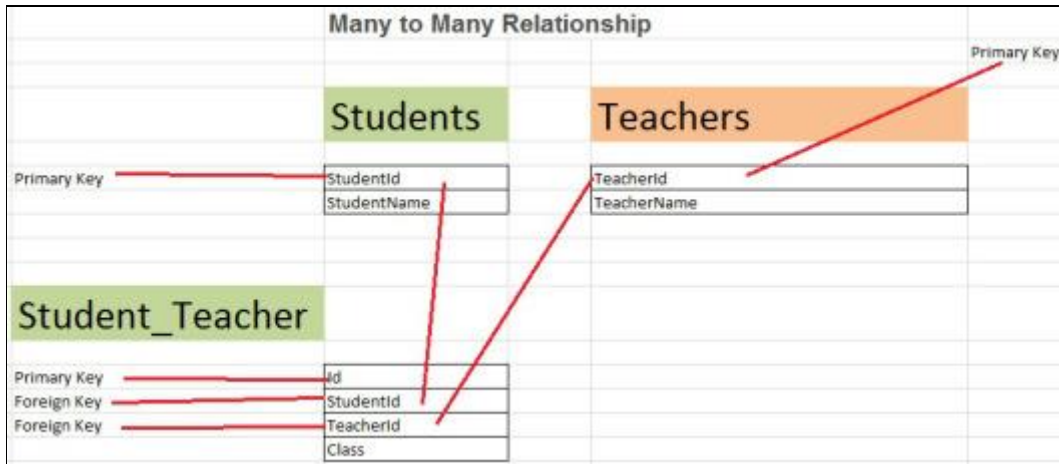 Many to Many Relationship
Primary Key
Students Teachers
Primary Key StudentId TeacherId
StudentName TeacherName
Student_Teacher
Primary Key Id
Foreign Key StudentId
Foreign Key TeacherId
Class